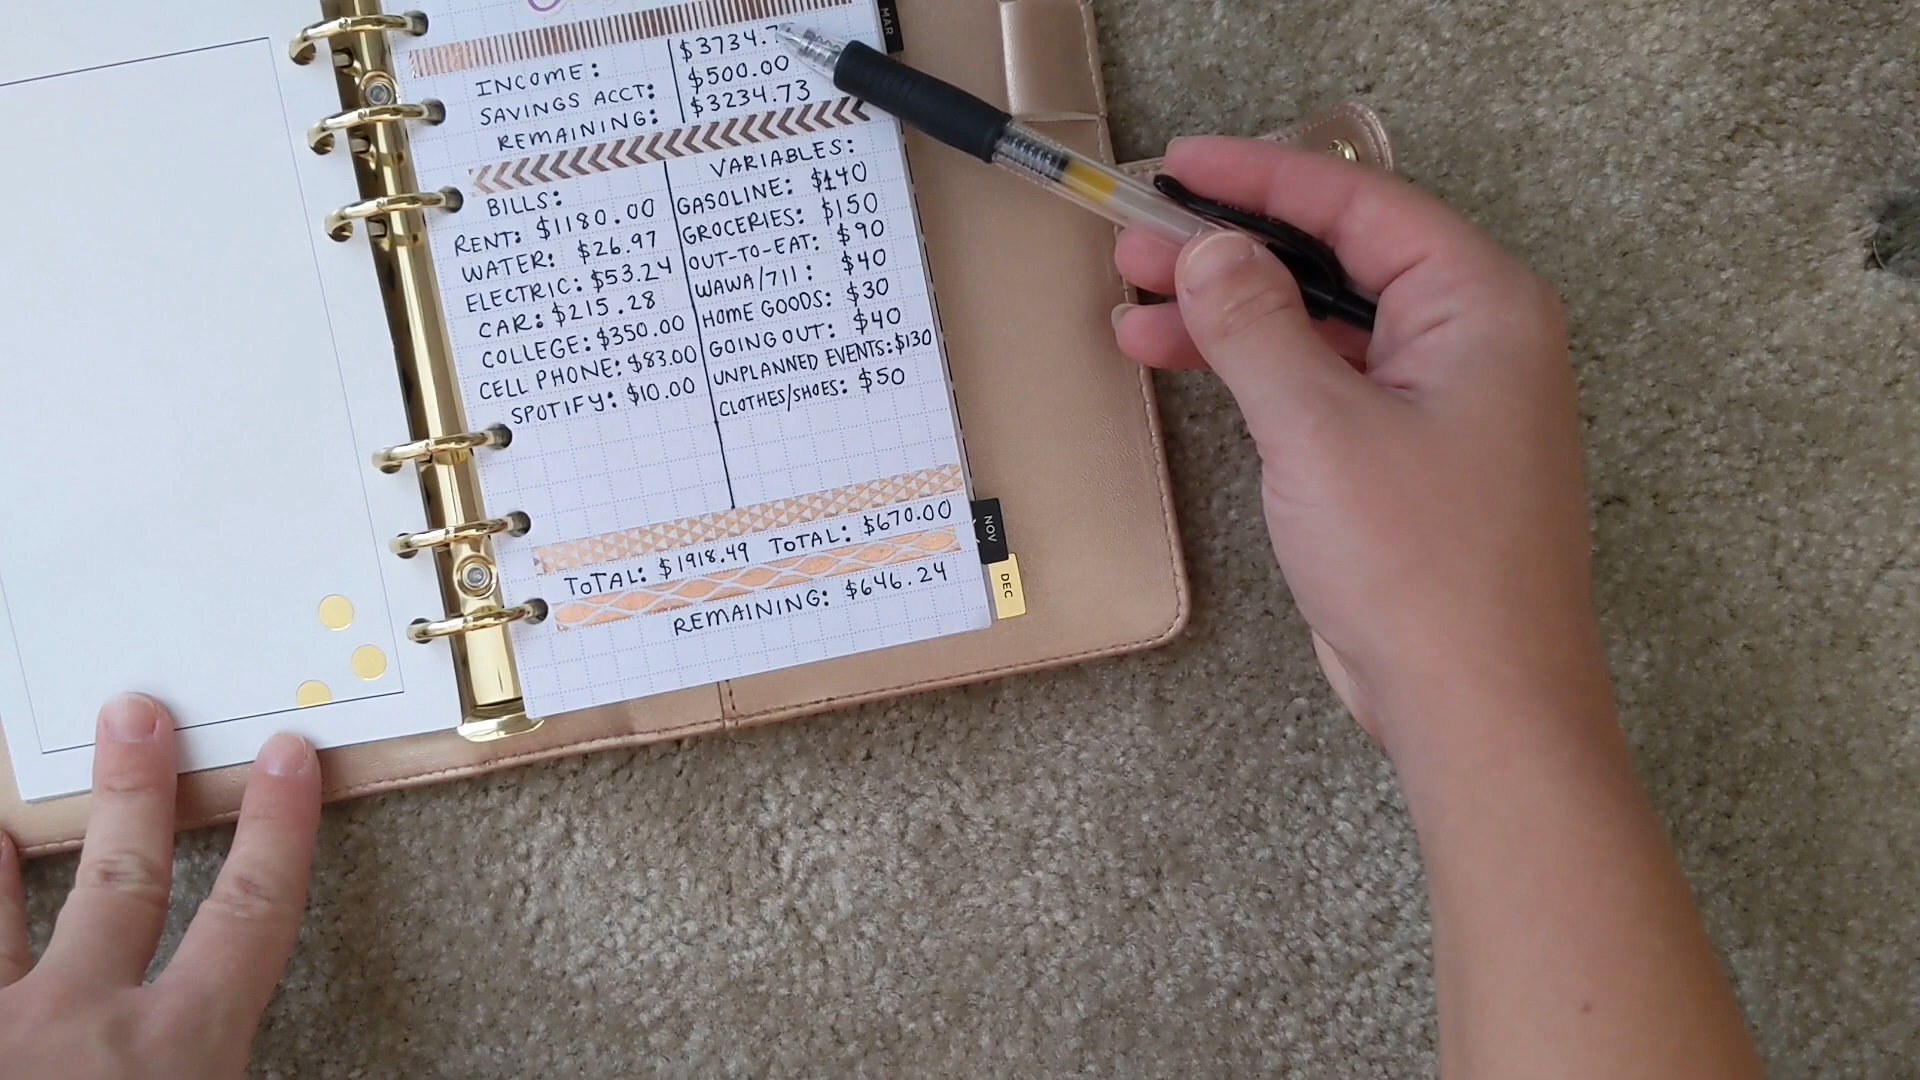 MAR
INCOME: $3734.7
SAVINGS ACCT: $500.00
REMAINING: $3234.73
BILLS:
RENT: $1180.00
WATER: $26.97
ELECTRIC: $53.24
CAR: $215.28
COLLEGE: $350.00
CELL PHONE: $83.00
SPOTIFY: $10.00
VARIABLES:
GASOLINE: $140
GROCERIES: $150
OUT-TO-EAT: $90
WAWA/711: $40
HOME GOODS: $30
GOING OUT: $40
UNPLANNED EVENTS: $130
CLOTHES/SHOES: $50
TOTAL: $1918.49 TOTAL: $670.00
REMAINING: $646.24
NOV
DEC